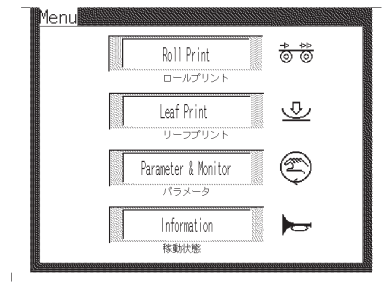 Menu
Roll Print
ロールプリント
Leaf Print
リーフプリント
Parameter & Monitor
パラメータ
Information
稼動状態